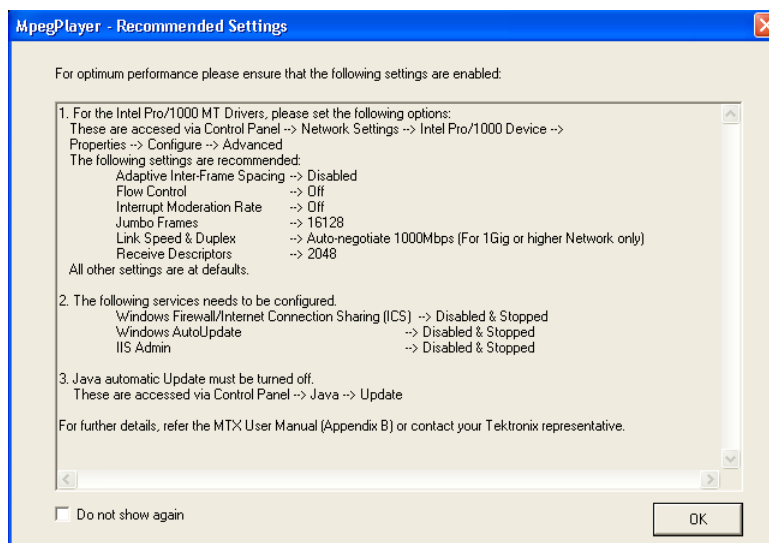 MpegPlayer - Recommended Settings
For optimum performance please ensure that the following settings are enabled:
1. For the Intel Pro/1000 MT Drivers, please set the following options:
These are accesed via Control Panel --> Network Settings --> Intel Pro/1000 Device -->
Properties --> Configure --> Advanced
The following settings are recommended:
Adaptive Inter-Frame Spacing --> Disabled
Flow Control --> Off
Interrupt Moderation Rate --> Off
Jumbo Frames --> 16128
Link Speed & Duplex --> Auto-negotiate 1000Mbps (For 1Gig or higher Network only)
Receive Descriptors --> 2048
All other settings are at defaults.
2. The following services needs to be configured.
Windows Firewall/Internet Connection Sharing (ICS) --> Disabled & Stopped
Windows AutoUpdate --> Disabled & Stopped
IIS Admin --> Disabled & Stopped
3. Java automatic Update must be turned off.
These are accessed via Control Panel --> Java --> Update
For further details, refer the MTX User Manual (Appendix B) or contact your Tektronix representative.
Do not show again
OK